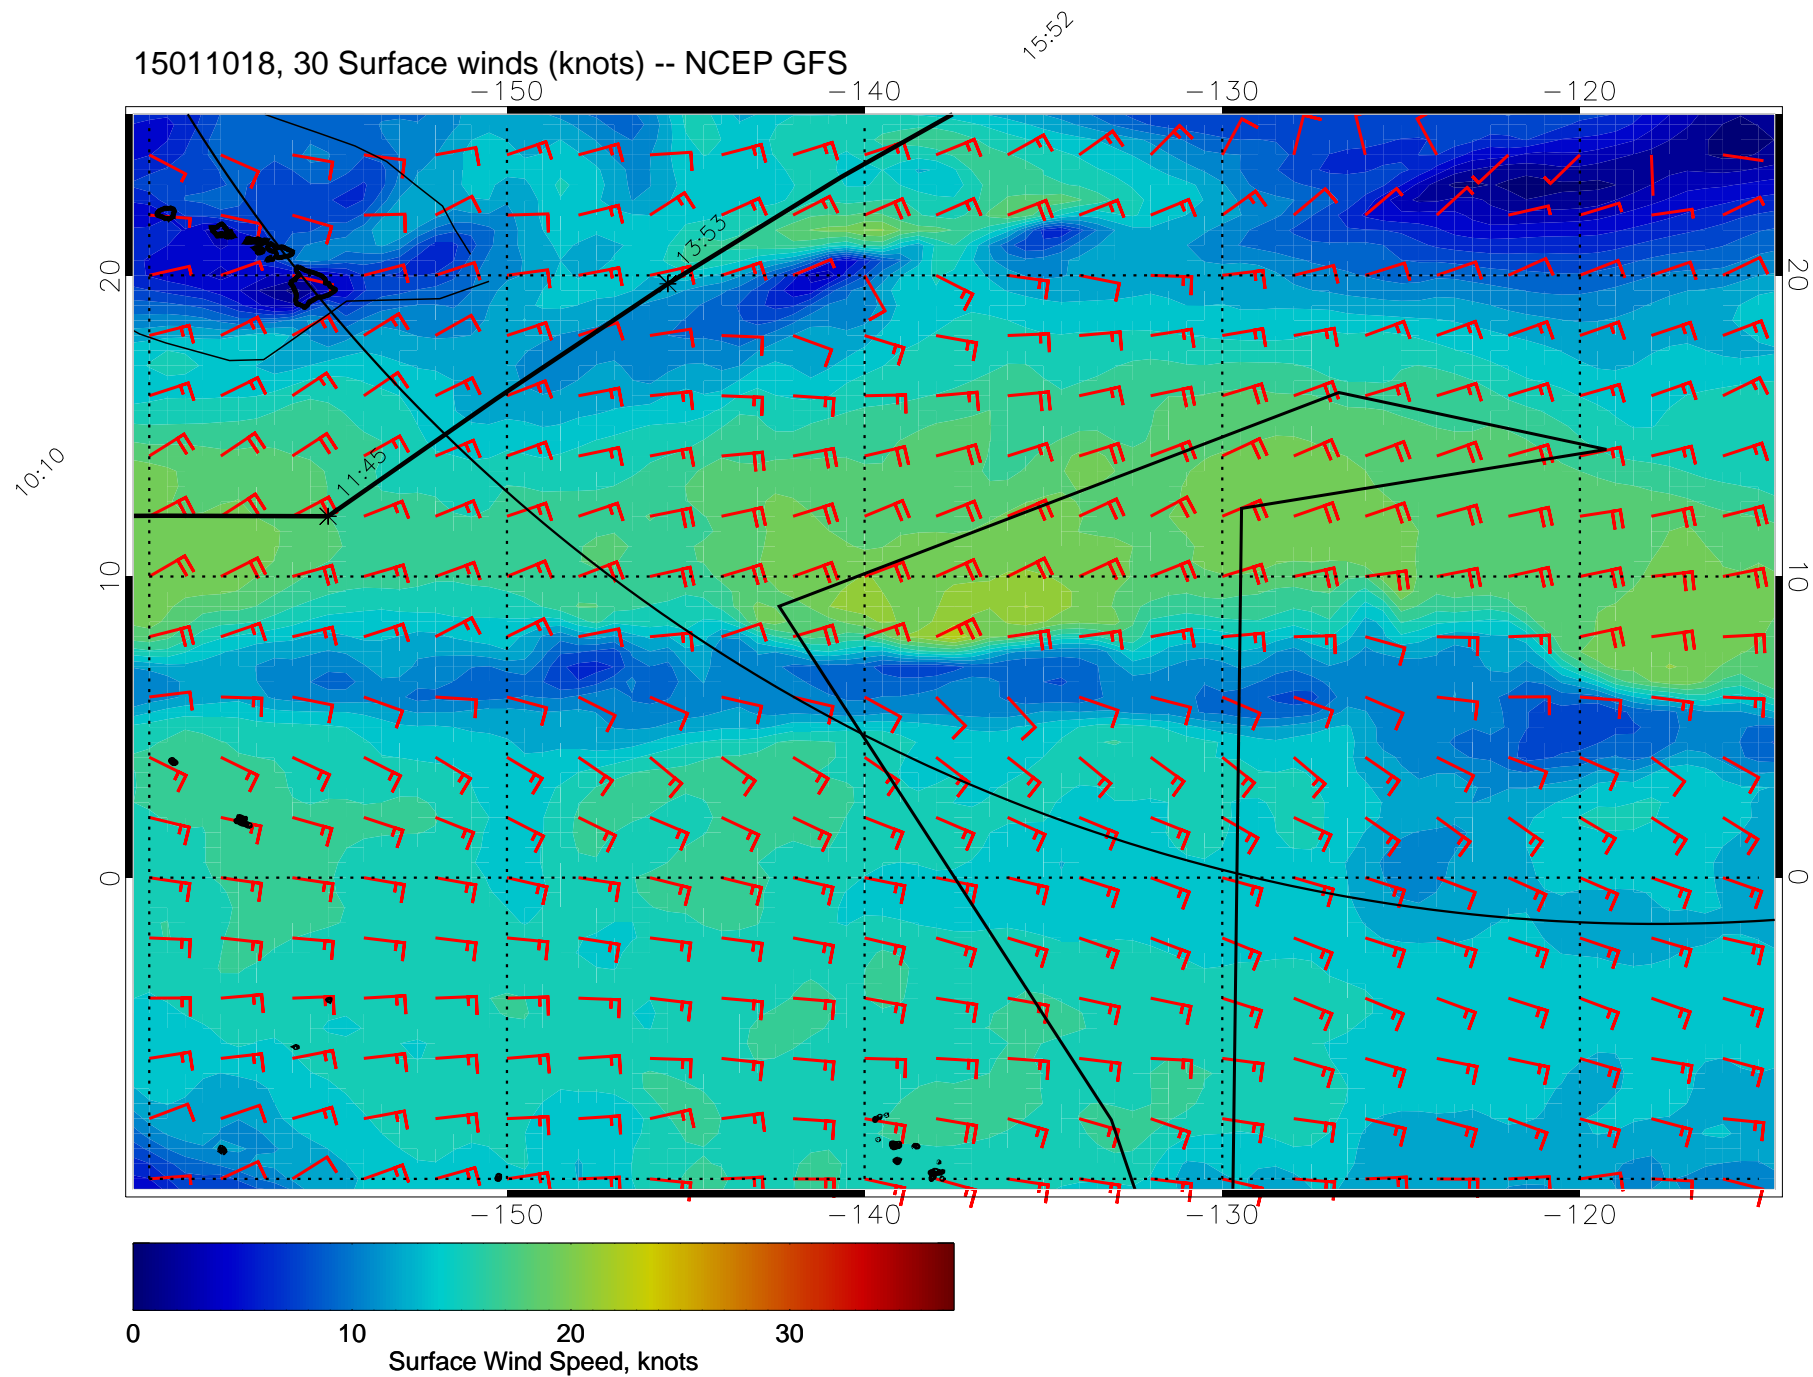 15:52
15011018, 30 Surface winds (knots) -- NCEP GFS
−150 −140 −130 −120
13:53
20 20
11:45
10:10
10 10
0 0
−150 −140 −130 −120
0 10 20 30
Surface Wind Speed, knots